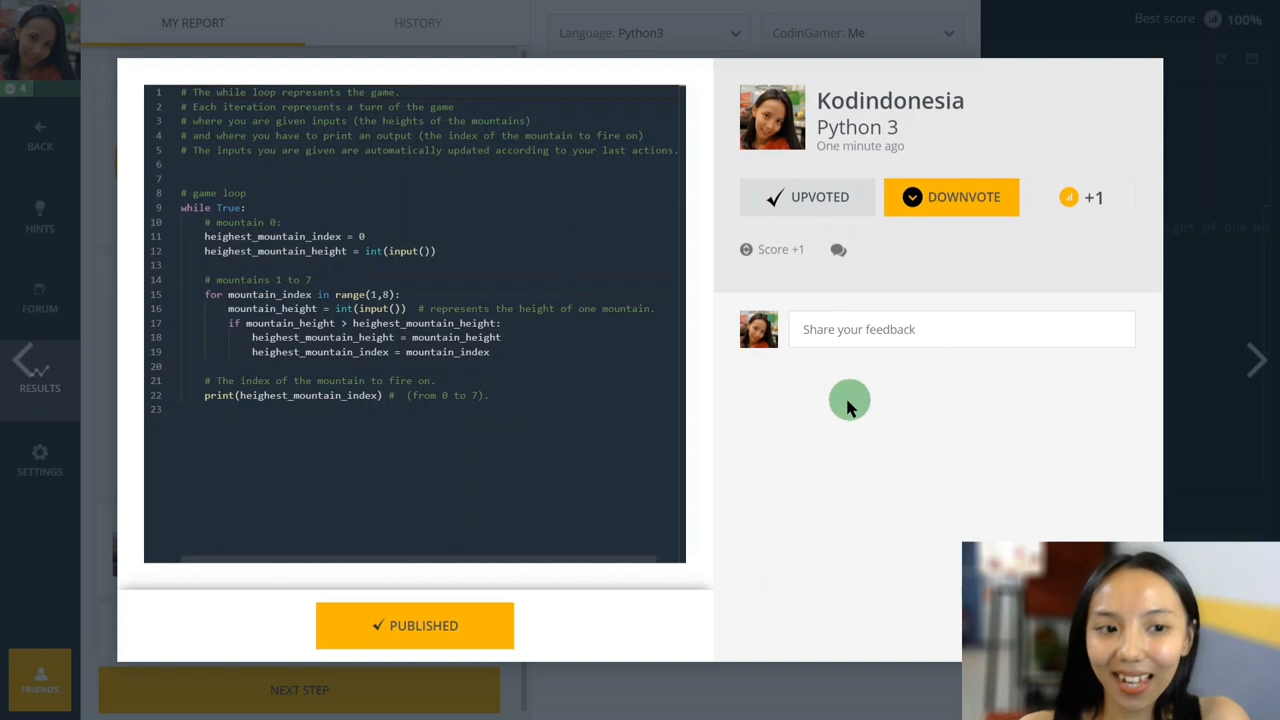 MY REPORT
HISTORY
Language: Python3
CodinGamer: Me
Best score 100%
4
BACK
HINTS
FORUM
RESULTS
SETTINGS
FRIENDS
1 # The while loop represents the game.
2 # Each iteration represents a turn of the game
3 # where you are given inputs (the heights of the mountains)
4 # and where you have to print an output (the index of the mountain to fire on)
5 # The inputs you are given are automatically updated according to your last actions.
6
7
8 # game loop
9 while True:
10 # mountain 0:
11 heighest_mountain_index = 0
12 heighest_mountain_height = int(input())
13
14 # mountains 1 to 7
15 for mountain_index in range(1,8):
16 mountain_height = int(input()) # represents the height of one mountain.
17 if mountain_height > heighest_mountain_height:
18 heighest_mountain_height = mountain_height
19 heighest_mountain_index = mountain_index
20
21 # The index of the mountain to fire on.
22 print(heighest_mountain_index) # (from 0 to 7).
23
PUBLISHED
NEXT STEP
Kodindonesia
Python 3
One minute ago
UPVOTED
DOWNVOTE
+1
Score +1
Share your feedback
of one mo